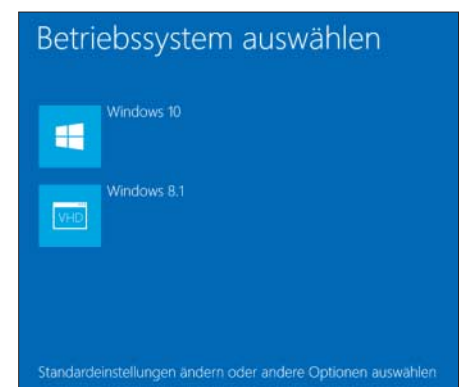 Betriebssystem auswählen
Windows 10
Windows 8.1
VHD
Standardeinstellungen ändern oder andere Optionen auswählen